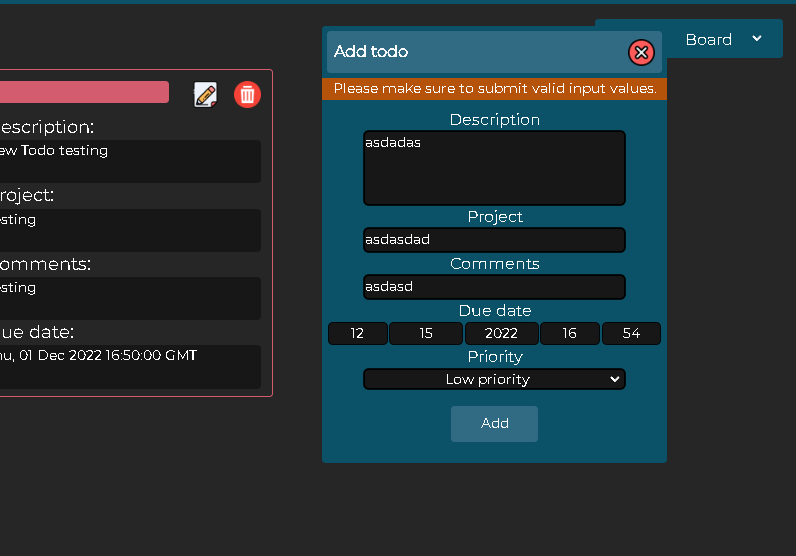 Board
escription:
ew Todo testing
roject:
sting
omments:
esting
ue date:
hu, 01 Dec 2022 16:50:00 GMT
Add todo
Please make sure to submit valid input values.
Description
asdadas
Project
asdasdad
Comments
asdasd
Due date
12 15 2022 16 54
Priority
Low priority
Add